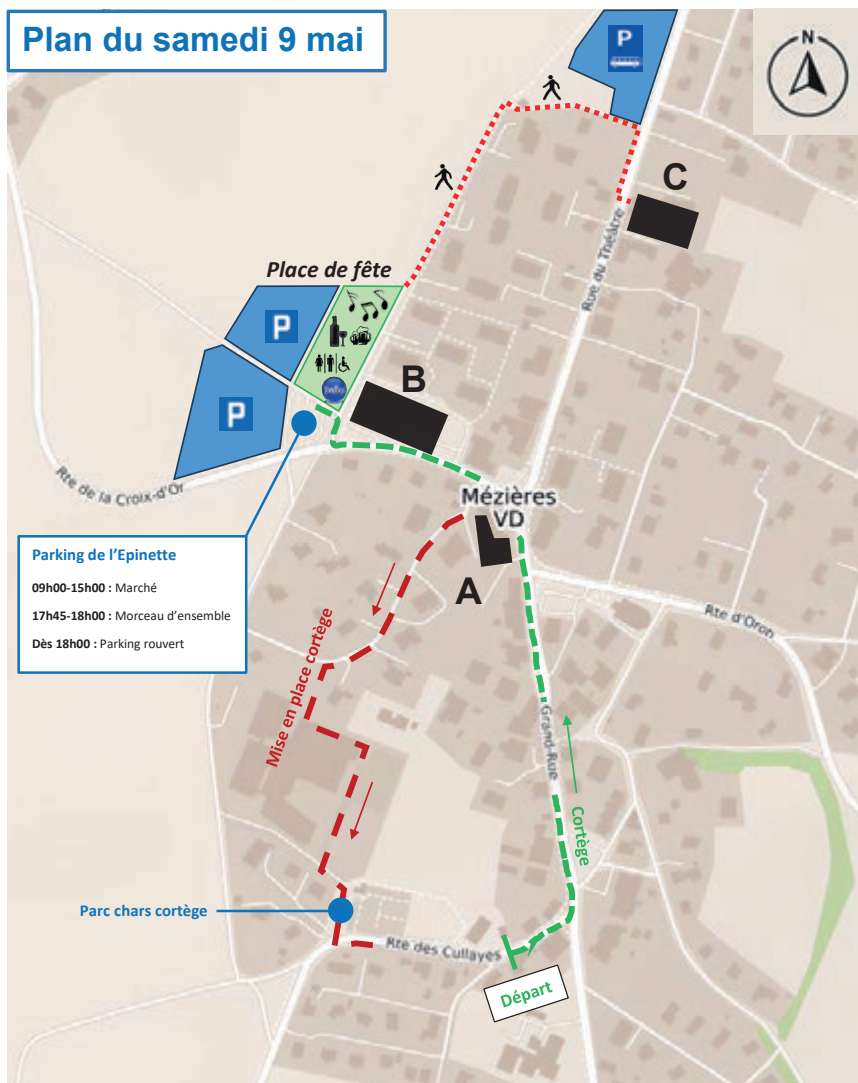 Plan du samedi 9 mai
P
N
C
Rue du Théâtre
Place de fête
P
B
P
Rte de la Croix-d'Or
Mézières
VD
A
Parking de l'Epinette
09h00-15h00 : Marché
17h45-18h00 : Morceau d'ensemble
Dès 18h00 : Parking rouvert
Rte d'Oron
Mise en place cortège
Grand-Rue
Cortège
Parc chars cortège
Rte des Cullayes
Départ